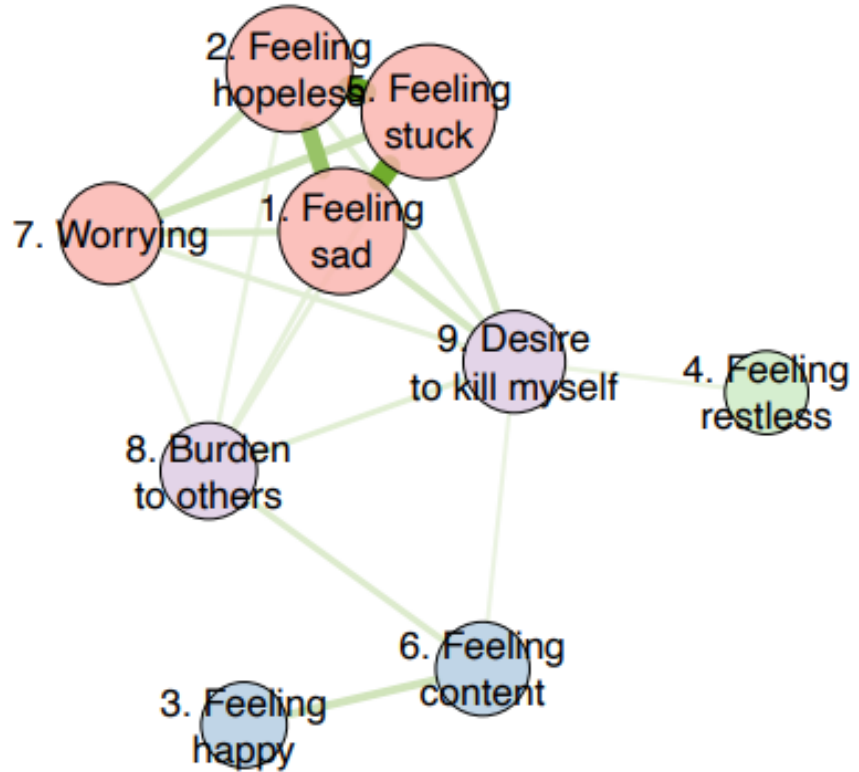 2. Feeling
hopeless
5. Feeling
stuck
1. Feeling
sad
7. Worrying
9. Desire
to kill myself
4. Feeling
restless
8. Burden
to others
6. Feeling
content
3. Feeling
happy